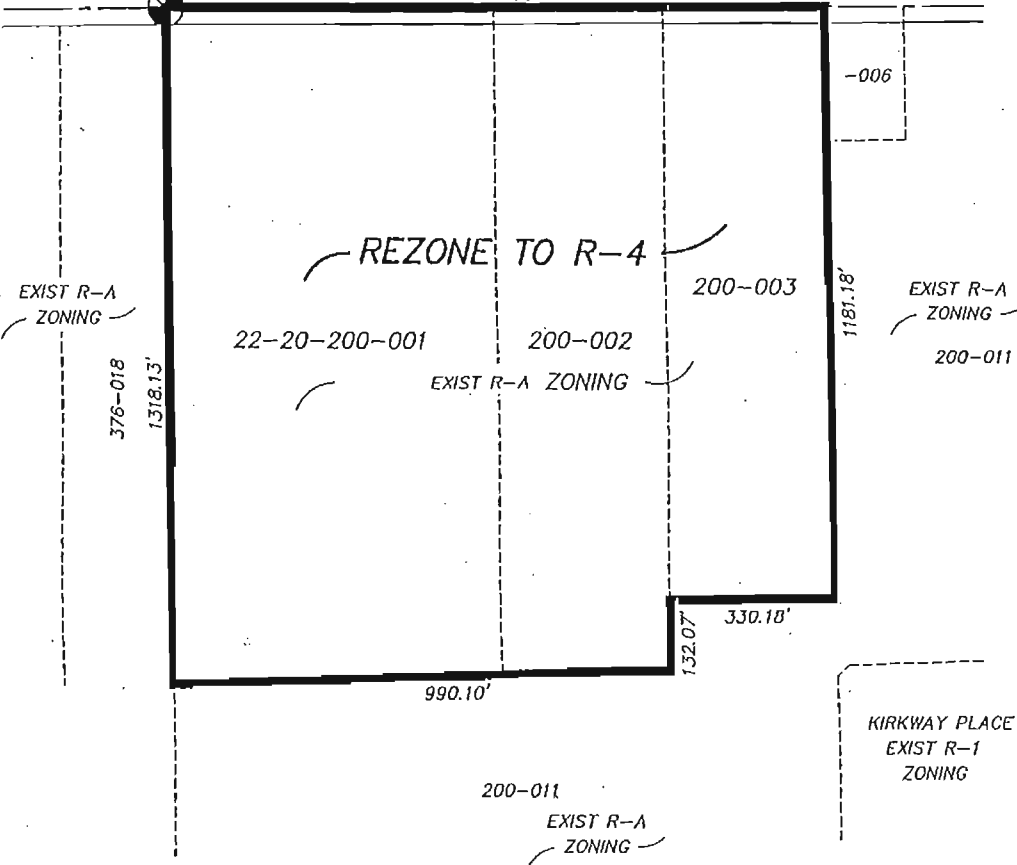 -006
REZONE TO R-4
200-003
EXIST R-A
ZONING
1181.18'
EXIST R-A
ZONING
200-011
22-20-200-001
200-002
EXIST R-A ZONING
376-018
1318.13'
330.18'
132.07'
990.10'
KIRKWAY PLACE
EXIST R-1
ZONING
200-011
EXIST R-A
ZONING